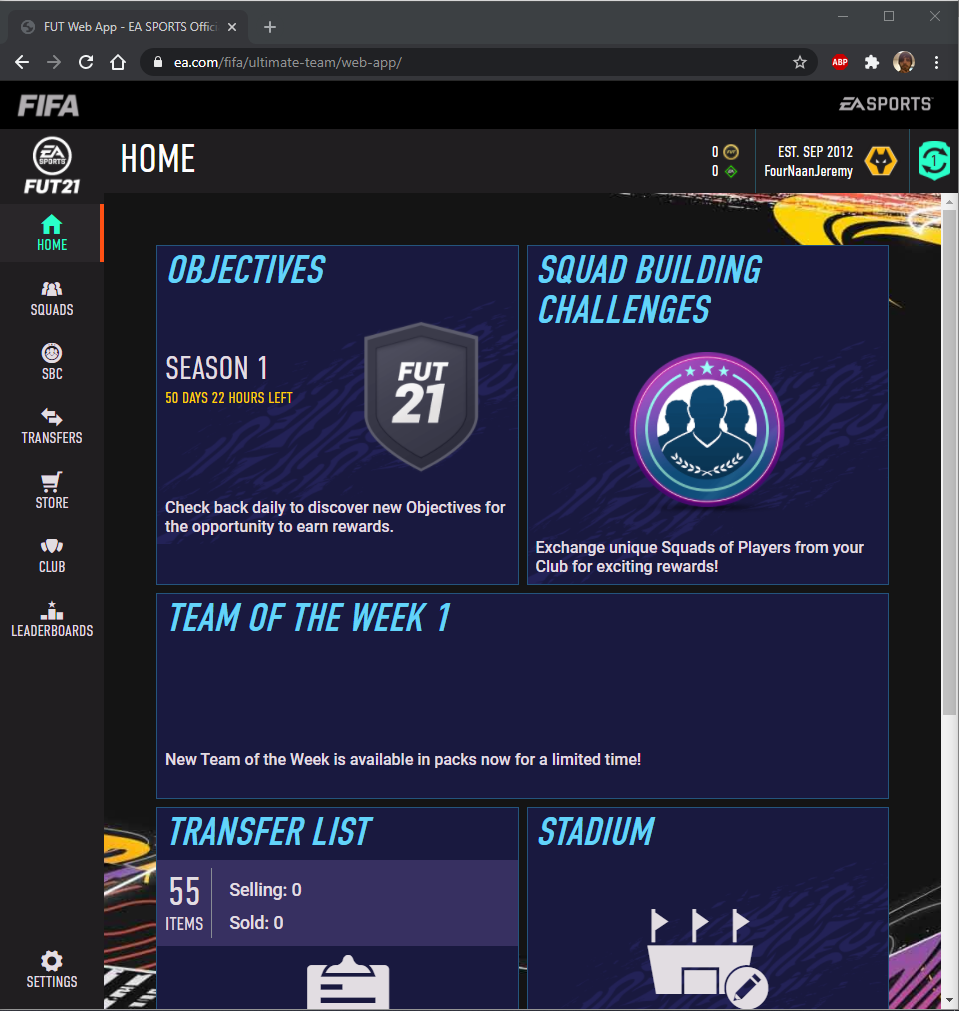 FUT Web App - EA SPORTS Offici
ea.com/fifa/ultimate-team/web-app/
ABP
FIFA
EA SPORTS
EA SPORTS
FUT21
HOME
0
0
EST. SEP 2012
FourNaanJeremy
1
HOME
SQUADS
SBC
TRANSFERS
STORE
CLUB
LEADERBOARDS
SETTINGS
OBJECTIVES
SEASON 1
50 DAYS 22 HOURS LEFT
FUT
21
Check back daily to discover new Objectives for
the opportunity to earn rewards.
SQUAD BUILDING
CHALLENGES
Exchange unique Squads of Players from your
Club for exciting rewards!
TEAM OF THE WEEK 1
New Team of the Week is available in packs now for a limited time!
TRANSFER LIST
55
ITEMS
Selling: 0
Sold: 0
STADIUM